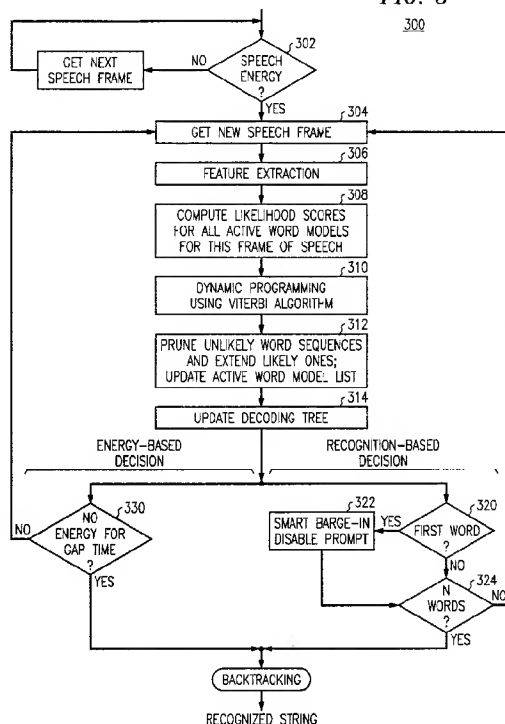 FIG. 3
300
302
SPEECH
ENERGY
?
NO
GET NEXT
SPEECH FRAME
YES
304
GET NEW SPEECH FRAME
306
FEATURE EXTRACTION
308
COMPUTE LIKELIHOOD SCORES
FOR ALL ACTIVE WORD MODELS
FOR THIS FRAME OF SPEECH
310
DYNAMIC PROGRAMMING
USING VITERBI ALGORITHM
312
PRUNE UNLIKELY WORD SEQUENCES
AND EXTEND LIKELY ONES;
UPDATE ACTIVE WORD MODEL LIST
314
UPDATE DECODING TREE
ENERGY-BASED
DECISION
RECOGNITION-BASED
DECISION
330
NO
ENERGY FOR
GAP TIME
?
NO
YES
322
SMART BARGE-IN
DISABLE PROMPT
320
YES
FIRST WORD
?
NO
324
N
WORDS
?
NO
YES
BACKTRACKING
RECOGNIZED STRING